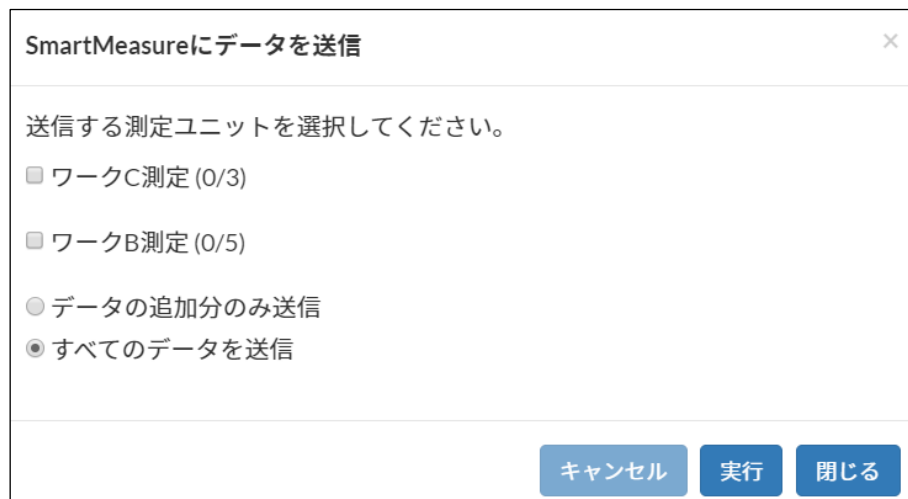 SmartMeasureにデータを送信
×
送信する測定ユニットを選択してください。
ワークC測定 (0/3)
ワークB測定 (0/5)
データの追加分のみ送信
すべてのデータを送信
キャンセル 実行 閉じる